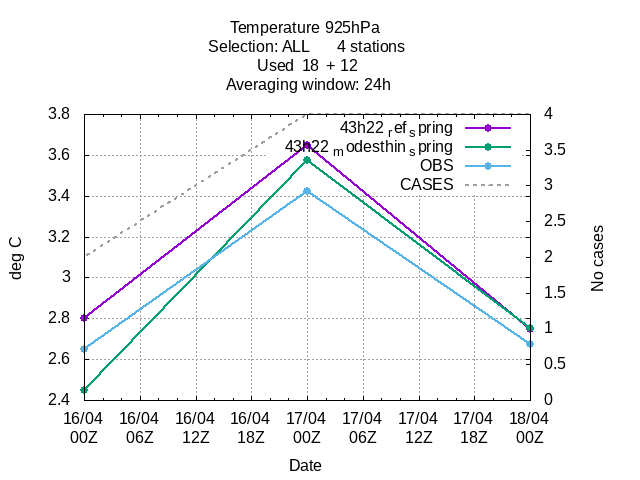 Temperature 925hPa
Selection: ALL      4 stations
Used  18  + 12
Averaging window: 24h
3.8
3.6
3.4
3.2
3
2.8
2.6
2.4
deg C
4
3.5
3
2.5
2
1.5
1
0.5
0
No cases
43h22 ref spring
43h22 modesthin spring
OBS
CASES
16/04 16/04 16/04 16/04 17/04 17/04 17/04 17/04 18/04
00Z 06Z 12Z 18Z 00Z 06Z 12Z 18Z 00Z
Date